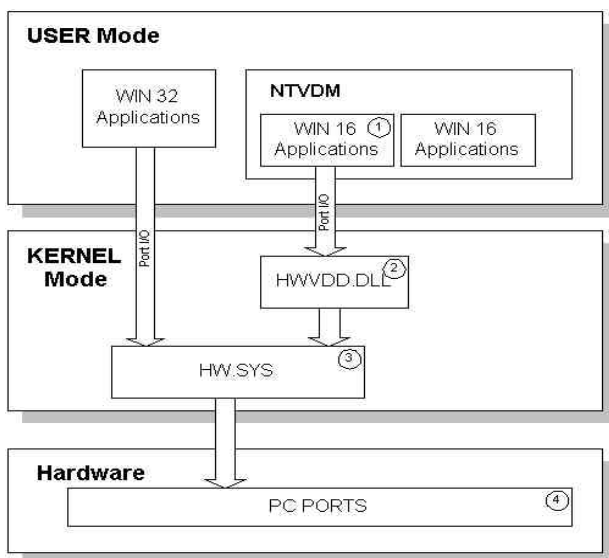 USER Mode
WIN 32
Applications
NTVDM
WIN 16 1
Applications
WIN 16
Applications
Port I/O
Port I/O
KERNEL
Mode
HWVDD.DLL 2
HW.SYS 3
Hardware
PC PORTS 4